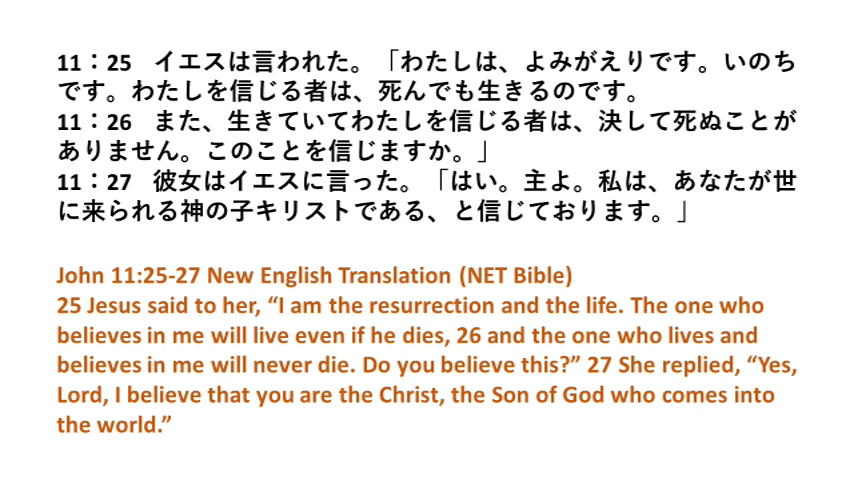 11：25　イエスは言われた。「わたしは、よみがえりです。いのち
です。わたしを信じる者は、死んでも生きるのです。
11：26　また、生きていてわたしを信じる者は、決して死ぬことが
ありません。このことを信じますか。」
11：27　彼女はイエスに言った。「はい。主よ。私は、あなたが世
に来られる神の子キリストである、と信じております。」
John 11:25-27 New English Translation (NET Bible)
25 Jesus said to her, “I am the resurrection and the life. The one who
believes in me will live even if he dies, 26 and the one who lives and
believes in me will never die. Do you believe this?” 27 She replied, “Yes,
Lord, I believe that you are the Christ, the Son of God who comes into
the world.”